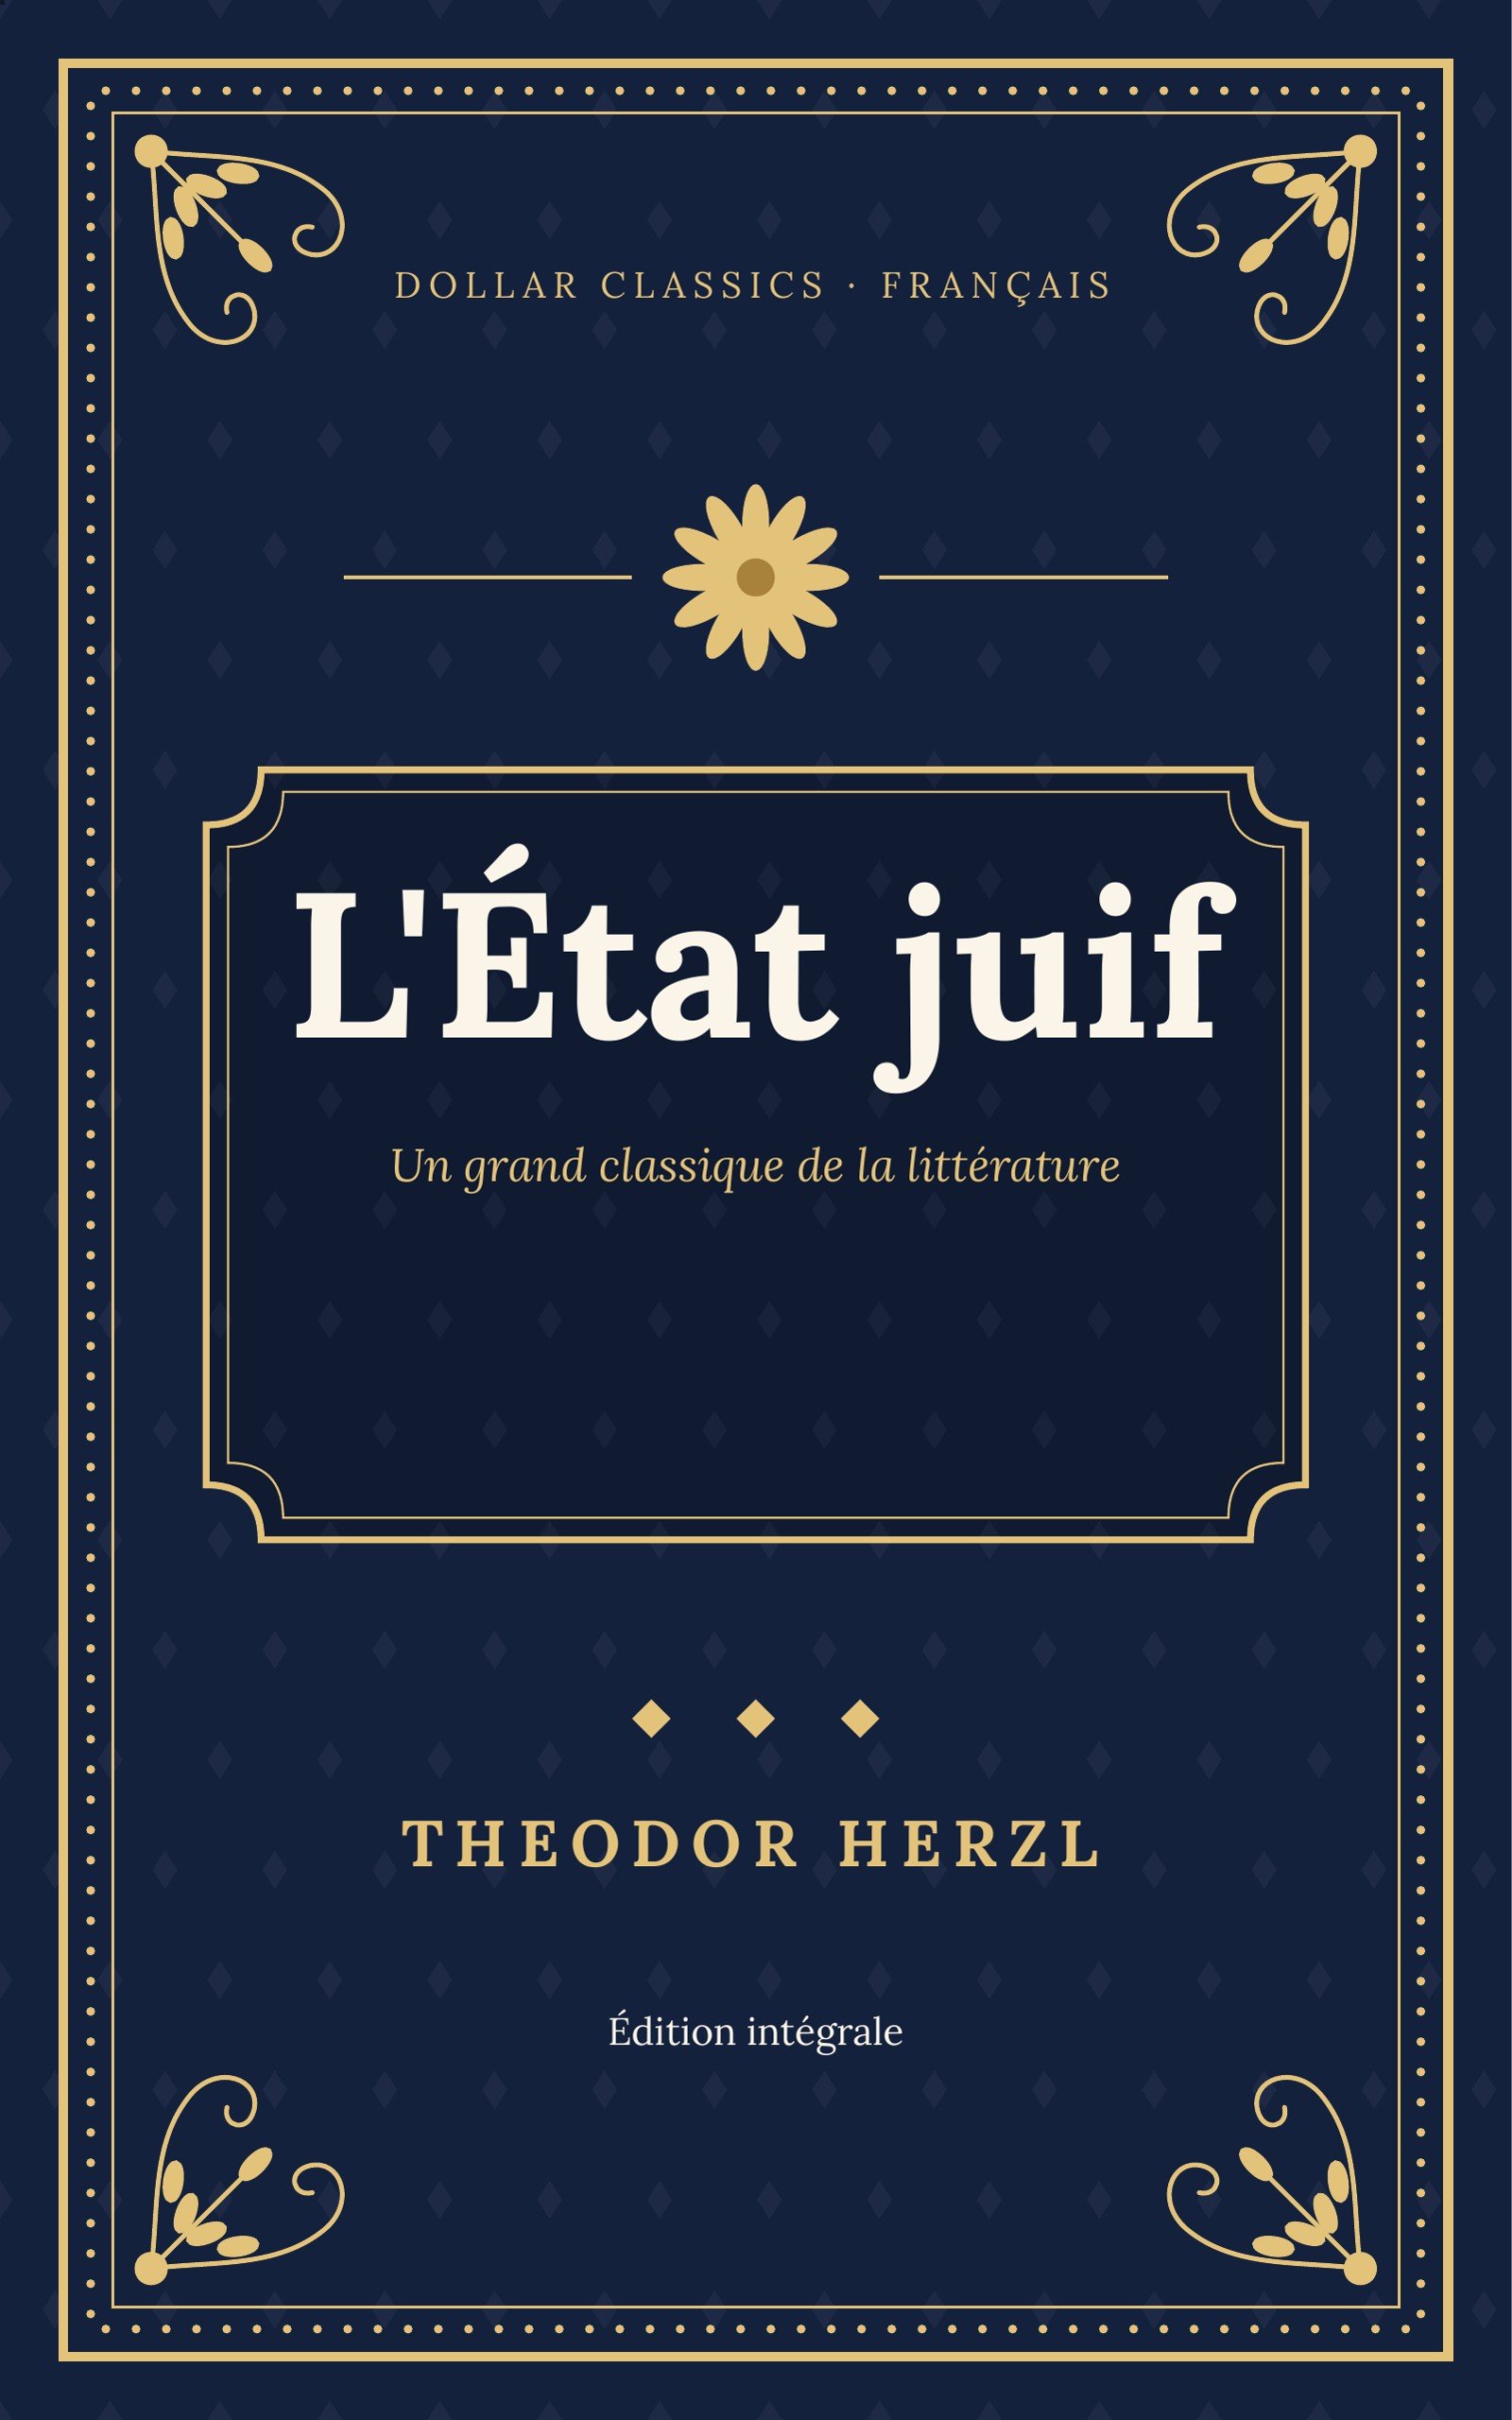 DOLLAR CLASSICS · FRANÇAIS
L'État juif
Un grand classique de la littérature
THEODOR HERZL
Édition intégrale